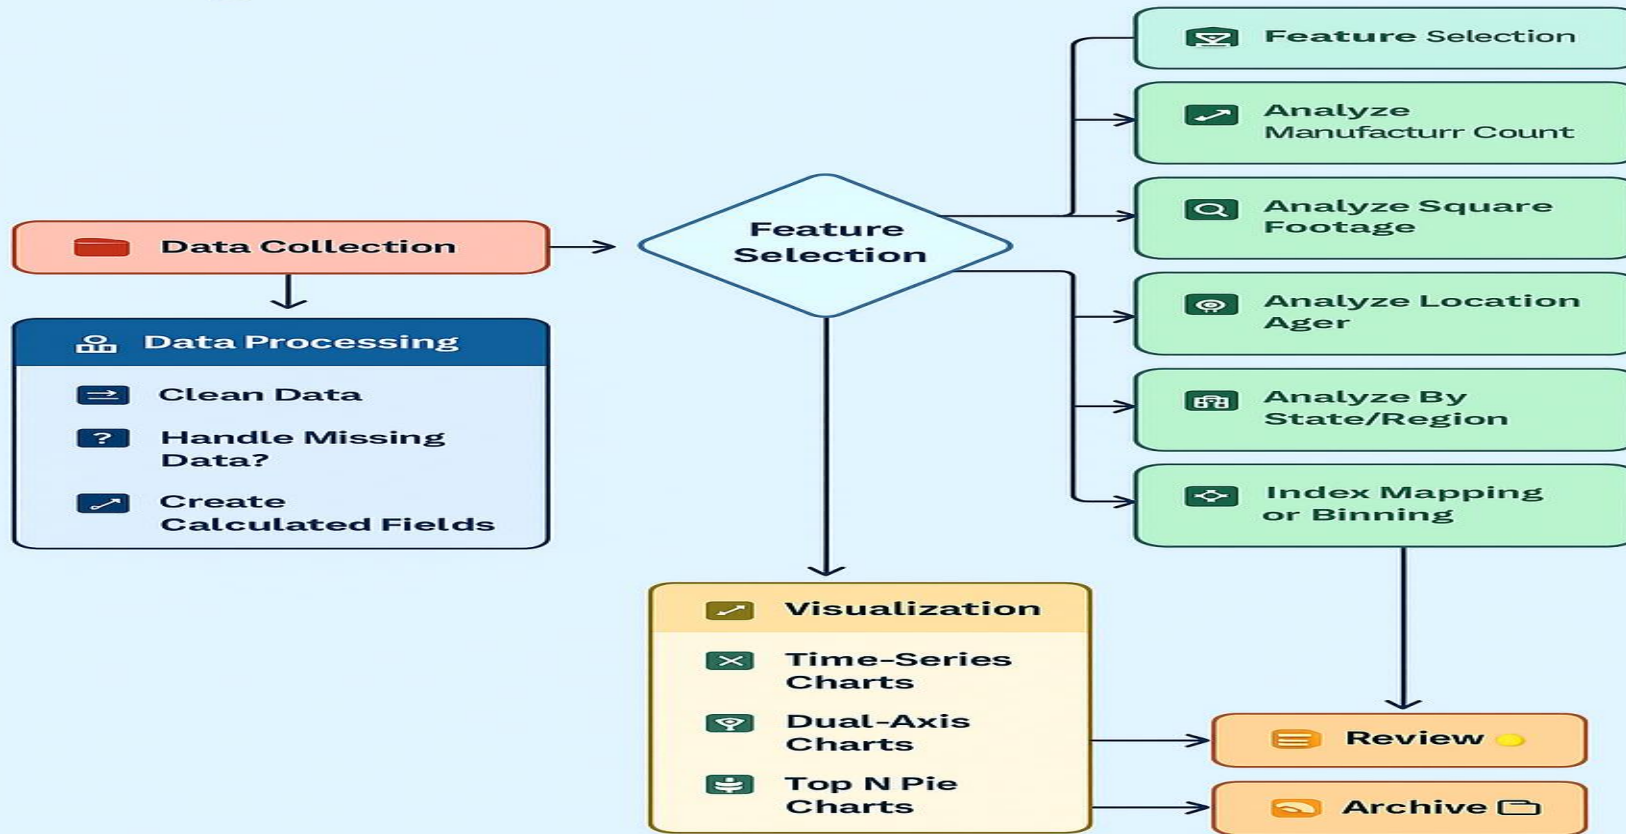 Data Collection
Data Processing
Clean Data
?
Handle Missing
Data?
Create
Calculated Fields
Feature
Selection
Feature Selection
Analyze
Manufacturr Count
Analyze Square
Footage
Analyze Location
Ager
Analyze By
State/Region
Index Mapping
or Binning
Visualization
Time-Series
Charts
Dual-Axis
Charts
Top N Pie
Charts
Review
Archive